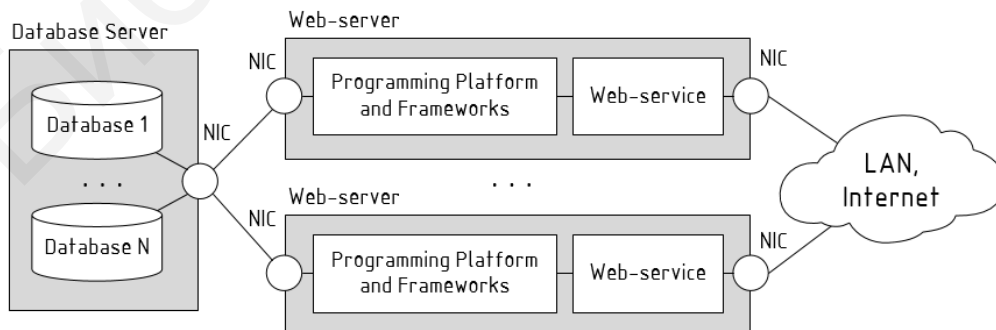 Database Server
Database 1
. . .
Database N
NIC
Web-server
NIC
Programming Platform
and Frameworks
Web-service
NIC
. . .
Web-server
NIC
Programming Platform
and Frameworks
Web-service
NIC
LAN,
Internet